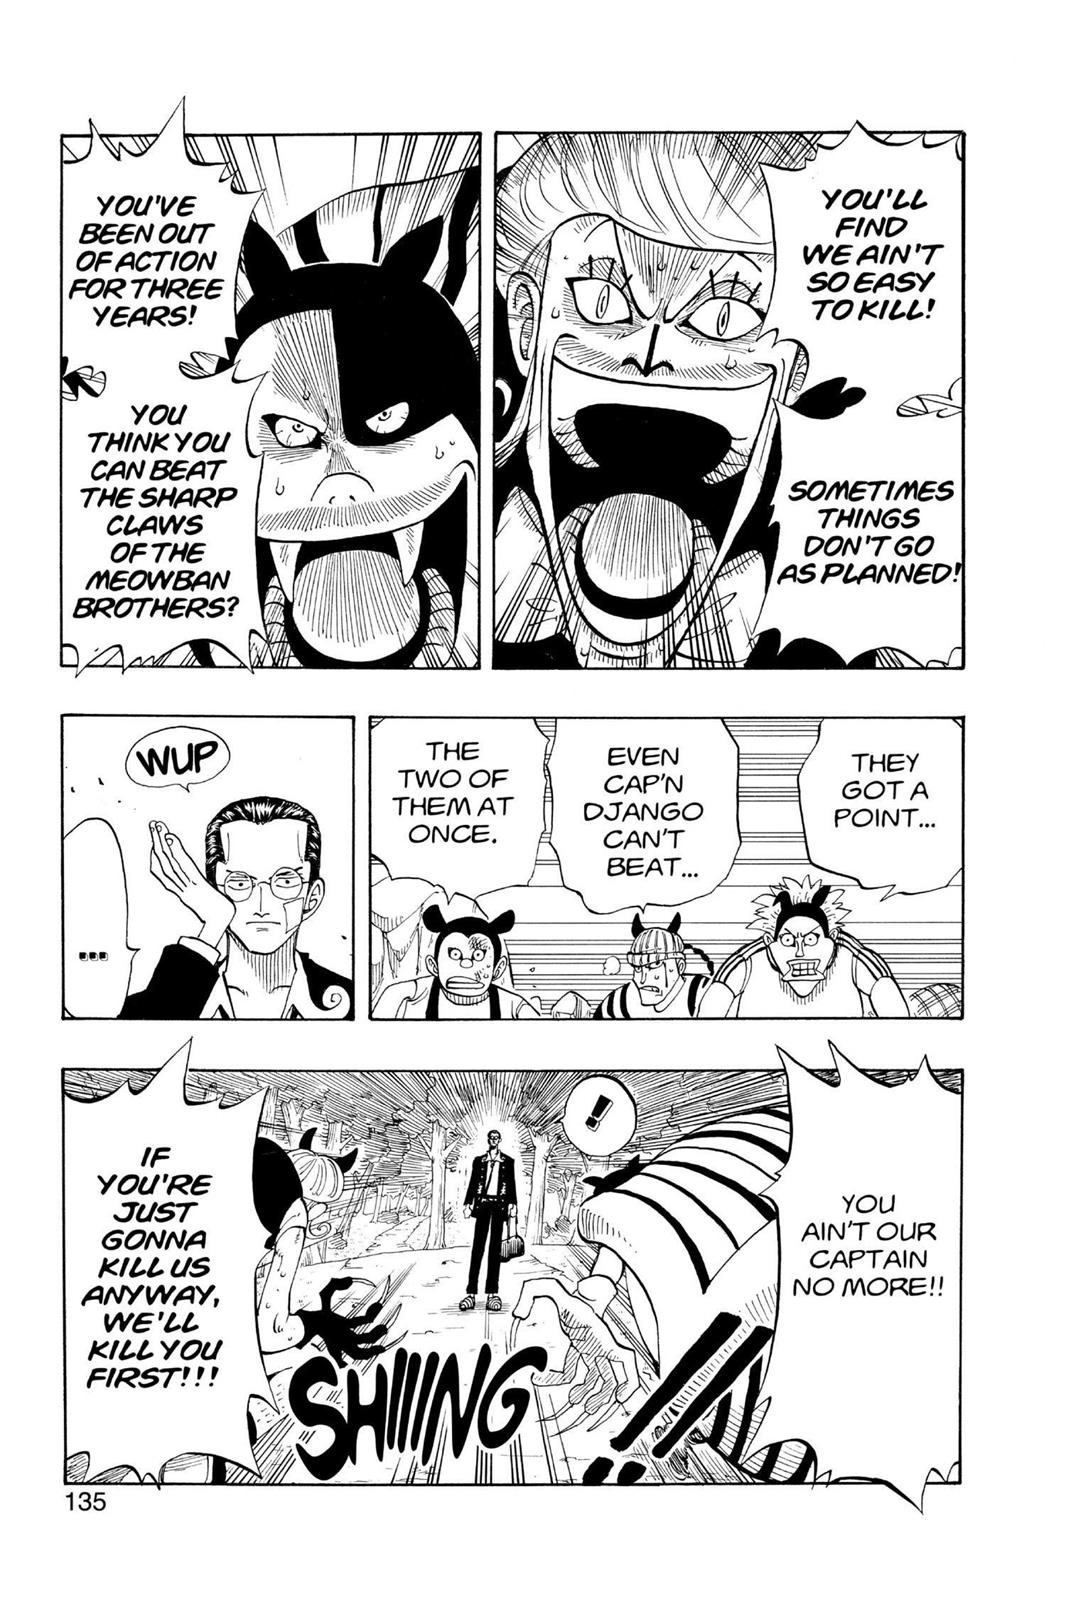 YOU'LL
FIND
WE AIN'T
SO EASY
TO KILL!
SOMETIMES
THINGS
DON'T GO
AS PLANNED!
YOU'VE
BEEN OUT
OF ACTION
FOR THREE
YEARS!
YOU
THINK YOU
CAN BEAT
THE SHARP
CLAWS
OF THE
MEOWBAN
BROTHERS?
THEY
GOT A
POINT...
EVEN
CAP'N
DJANGO
CAN'T
BEAT...
THE
TWO OF
THEM AT
ONCE.
WUP
...
!
YOU
AIN'T OUR
CAPTAIN
NO MORE!!
IF
YOU'RE
JUST
GONNA
KILL US
ANYWAY,
WE'LL
KILL YOU
FIRST!!!
SHIIIING
!!
135